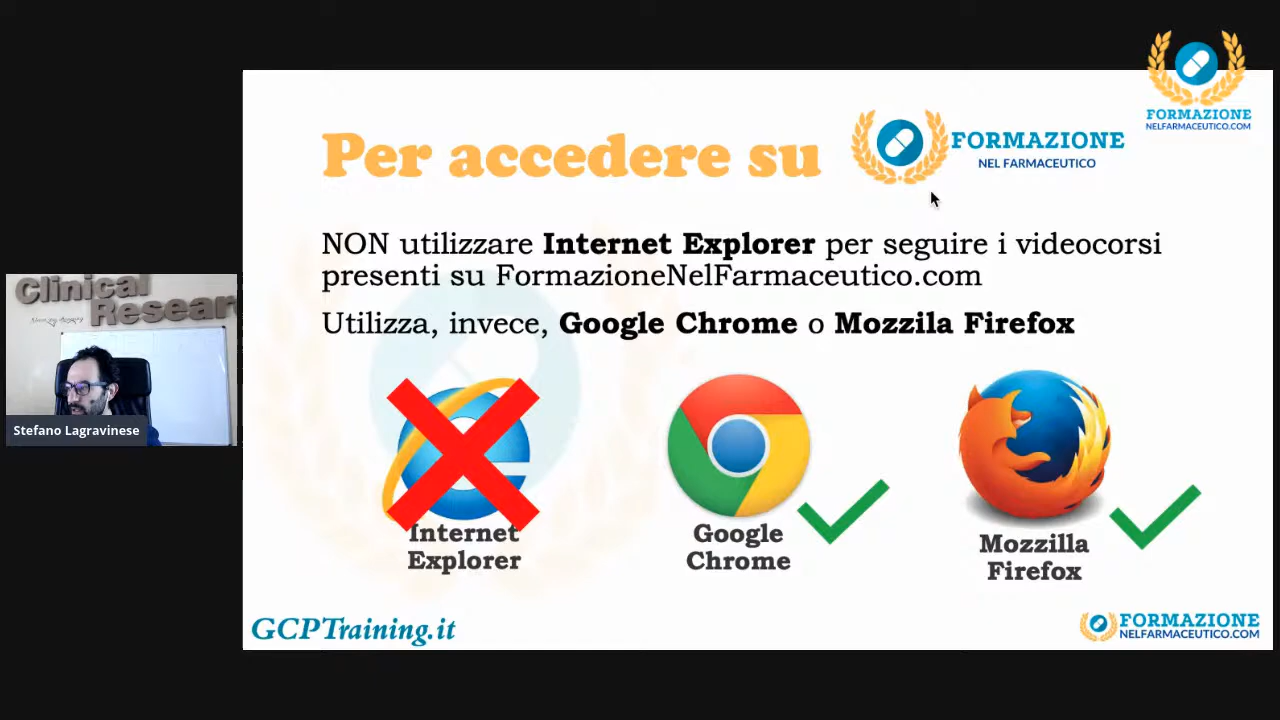 FORMAZIONE
NELFARMACEUTICO.COM
Per accedere su
FORMAZIONE
NEL FARMACEUTICO
NON utilizzare Internet Explorer per seguire i videocorsi
presenti su FormazioneNelFarmaceutico.com
Utilizza, invece, Google Chrome o Mozzila Firefox
Clinical
Resear
Stefano Lagravinese
Internet
Explorer
Google
Chrome
Mozzilla
Firefox
GCPTraining.it
FORMAZIONE
NELFARMACEUTICO.COM